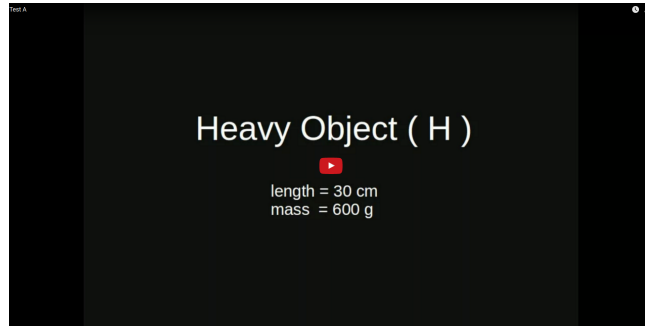 Test A
Heavy Object ( H )
length = 30 cm
mass = 600 g